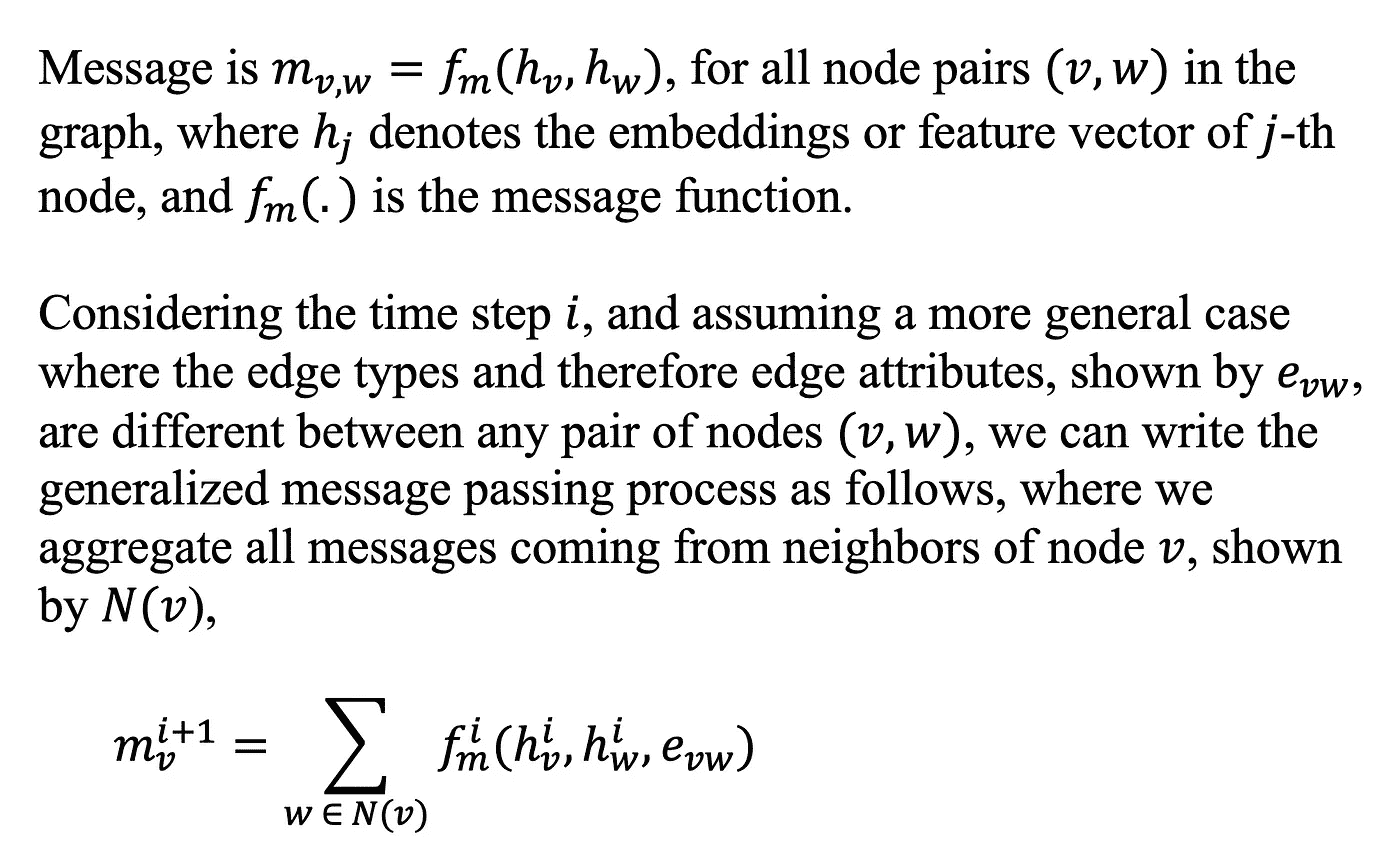 Message is m_{v,w} = f_m(h_v, h_w), for all node pairs (v, w) in the
graph, where h_j denotes the embeddings or feature vector of j-th
node, and f_m(.) is the message function.
Considering the time step i, and assuming a more general case
where the edge types and therefore edge attributes, shown by e_{vw},
are different between any pair of nodes (v, w), we can write the
generalized message passing process as follows, where we
aggregate all messages coming from neighbors of node v, shown
by N(v),
m_v^{i+1} = ∑_{w ∈ N(v)} f_m^i(h_v^i, h_w^i, e_{vw})